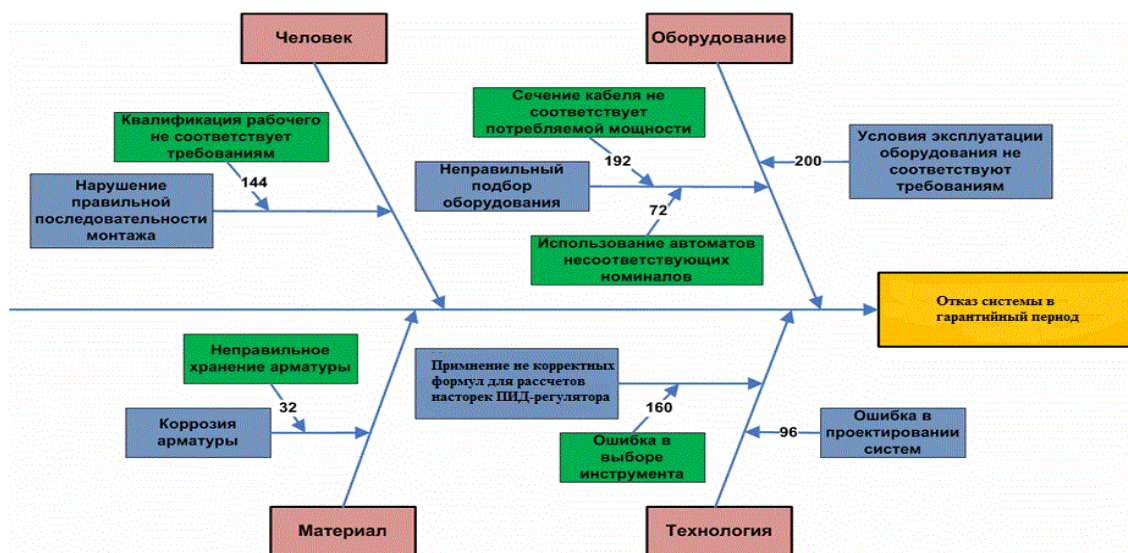 Человек
Оборудование
Квалификация рабочего
не соответствует
требованиям
144
Нарушение
правильной
последовательности
монтажа
Сечение кабеля не
соответствует
потребляемой мощности
192
Неправильный
подбор
оборудования
72
Использование автоматов
несоответствующих
номиналов
200
Условия эксплуатации
оборудования не
соответствуют
требованиям
Отказ системы в
гарантийный период
Неправильное
хранение арматуры
32
Коррозия
арматуры
Примнение не корректных
формул для рассчетов
насторек ПИД-регулятора
160
Ошибка в
выборе
инструмента
96
Ошибка в
проектировании
систем
Материал
Технология